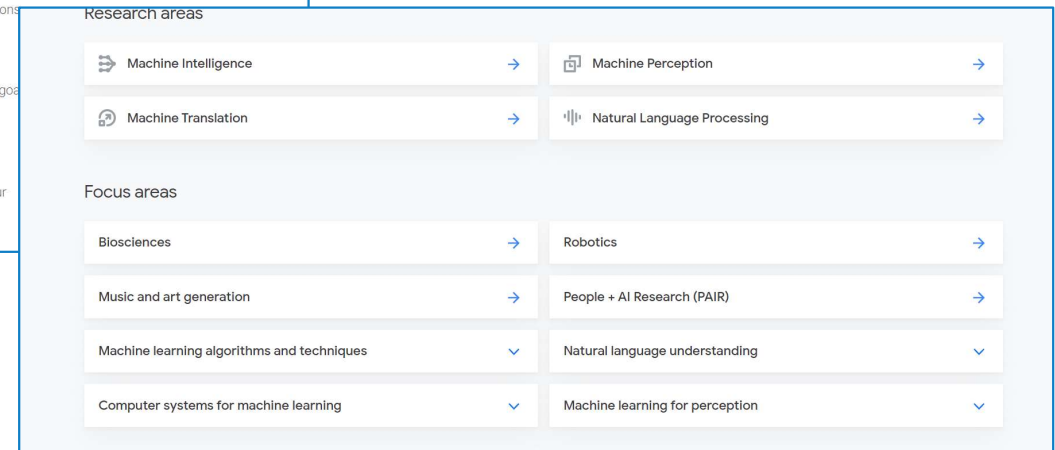 Research areas
Machine Intelligence
Machine Perception
Machine Translation
Natural Language Processing
Focus areas
Biosciences
Robotics
Music and art generation
People + AI Research (PAIR)
Machine learning algorithms and techniques
Natural language understanding
Computer systems for machine learning
Machine learning for perception